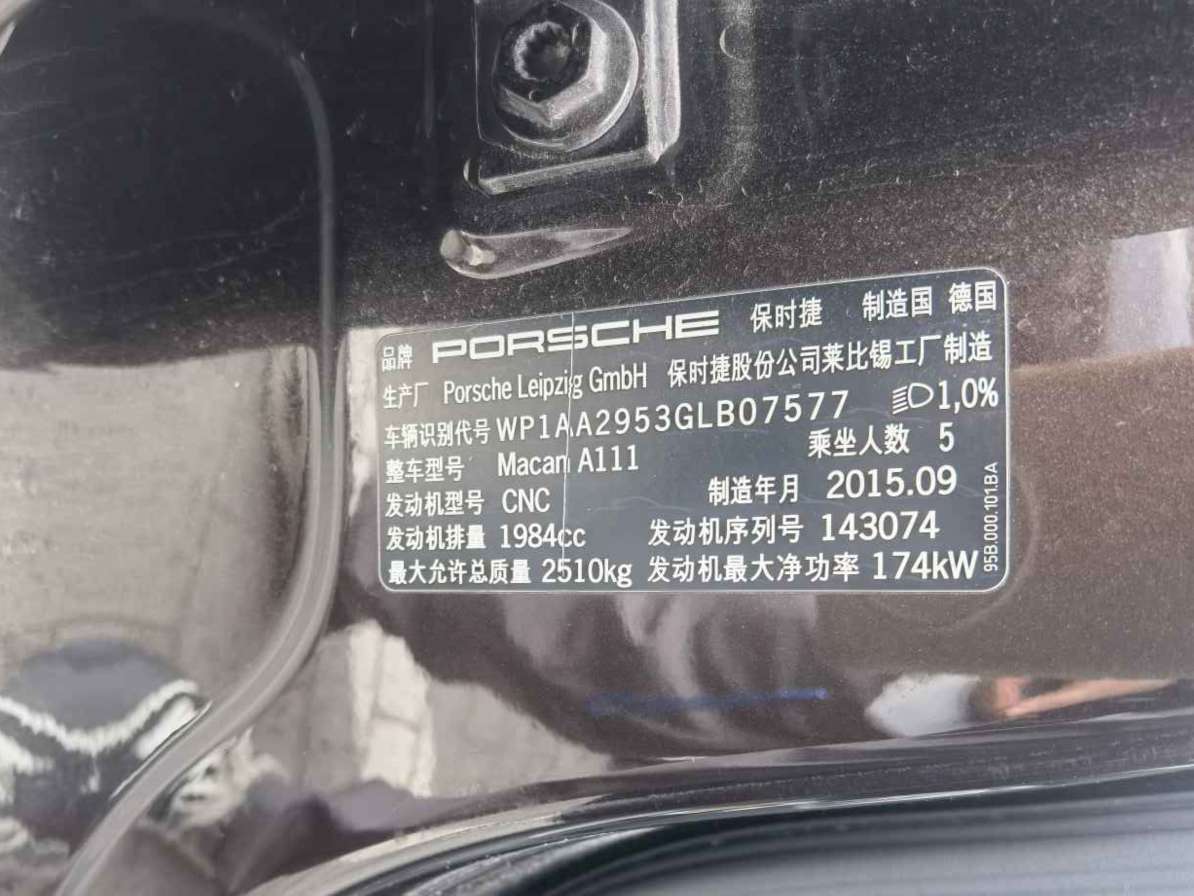 品牌 PORSCHE 保时捷 制造国 德国
生产厂 Porsche Leipzig GmbH 保时捷股份公司莱比锡工厂制造
车辆识别代号 WP1AA2953GLB07577 1,0%
整车型号 Macan A111 乘坐人数 5
发动机型号 CNC 制造年月 2015.09
发动机排量 1984cc 发动机序列号 143074
最大允许总质量 2510kg 发动机最大净功率 174kW
95B.000.101.BA